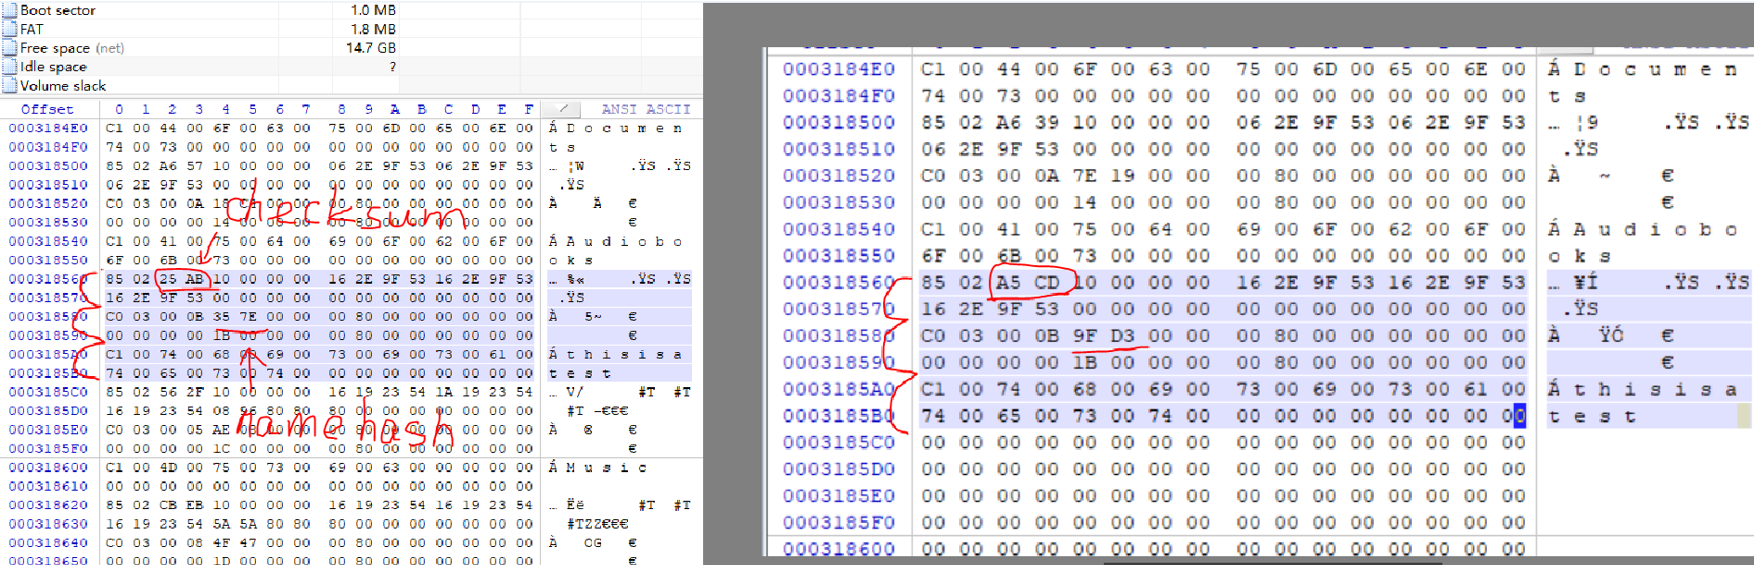 Boot sector 1.0 MB
FAT 1.8 MB
Free space (net) 14.7 GB
Idle space ?
Volume slack
Offset 0 1 2 3 4 5 6 7 8 9 A B C D E F ANSI ASCII
0003184E0 C1 00 44 00 6F 00 63 00 75 00 6D 00 65 00 6E 00 Á D o c u m e n
0003184F0 74 00 73 00 00 00 00 00 00 00 00 00 00 00 00 00 t s
000318500 85 02 A6 57 10 00 00 00 06 2E 9F 53 06 2E 9F 53 … ¦W .ŸS .ŸS
000318510 06 2E 9F 53 00 00 00 00 00 00 00 00 00 00 00 00 .ŸS
000318520 C0 03 00 0A 00 00 00 80 00 00 00 00 00 À Ä €
000318530 00 00 00 00 14 00 00 00 80 00 00 00 00 00 €
checksum
000318540 C1 00 41 00 75 00 64 00 69 00 6F 00 62 00 6F 00 Á A u d i o b o
000318550 6F 00 6B 00 73 00 00 00 00 00 00 00 00 00 00 00 o k s
000318560 85 02 25 AB 10 00 00 00 16 2E 9F 53 16 2E 9F 53 … %« .ŸS .ŸS
000318570 16 2E 9F 53 00 00 00 00 00 00 00 00 00 00 00 00 .ŸS
000318580 C0 03 00 0B 35 7E 00 00 00 80 00 00 00 00 00 00 À 5~ €
000318590 00 00 00 00 1B 00 00 00 00 80 00 00 00 00 00 00 €
0003185A0 C1 00 74 00 68 00 69 00 73 00 69 00 73 00 61 00 Á t h i s i s a
0003185B0 74 00 65 00 73 00 74 00 00 00 00 00 00 00 00 00 t e s t
0003185C0 85 02 56 2F 10 00 00 00 16 19 23 54 1A 19 23 54 … V/ #T #T
0003185D0 16 19 23 54 08 96 80 80 80 00 00 00 00 00 00 00 #T –€€€
0003185E0 C0 03 00 05 AE 00 00 00 00 00 À ® €
name hash
0003185F0 00 00 00 00 1C 00 00 00 00 80 00 00 00 00 00 00 €
000318600 C1 00 4D 00 75 00 73 00 69 00 63 00 00 00 00 00 Á M u s i c
000318610 00 00 00 00 00 00 00 00 00 00 00 00 00 00 00 00
000318620 85 02 CB EB 10 00 00 00 16 19 23 54 16 19 23 54 … Ëë #T #T
000318630 16 19 23 54 5A 5A 80 80 80 00 00 00 00 00 00 00 #TZZ€€€
000318640 C0 03 00 08 4F 47 00 00 00 80 00 00 00 00 00 00 À OG €
000318650 00 00 00 00 1D 00 00 00 00 80 00 00 00 00 00 00 €
0003184E0 C1 00 44 00 6F 00 63 00 75 00 6D 00 65 00 6E 00 Á D o c u m e n
0003184F0 74 00 73 00 00 00 00 00 00 00 00 00 00 00 00 00 t s
000318500 85 02 A6 39 10 00 00 00 06 2E 9F 53 06 2E 9F 53 … ¦9 .ŸS .ŸS
000318510 06 2E 9F 53 00 00 00 00 00 00 00 00 00 00 00 00 .ŸS
000318520 C0 03 00 0A 7E 19 00 00 00 80 00 00 00 00 00 00 À ~ €
000318530 00 00 00 00 14 00 00 00 00 80 00 00 00 00 00 00 €
000318540 C1 00 41 00 75 00 64 00 69 00 6F 00 62 00 6F 00 Á A u d i o b o
000318550 6F 00 6B 00 73 00 00 00 00 00 00 00 00 00 00 00 o k s
000318560 85 02 A5 CD 10 00 00 00 16 2E 9F 53 16 2E 9F 53 … ¥Í .ŸS .ŸS
000318570 16 2E 9F 53 00 00 00 00 00 00 00 00 00 00 00 00 .ŸS
000318580 C0 03 00 0B 9F D3 00 00 00 80 00 00 00 00 00 00 À ŸÓ €
000318590 00 00 00 00 1B 00 00 00 00 80 00 00 00 00 00 00 €
0003185A0 C1 00 74 00 68 00 69 00 73 00 69 00 73 00 61 00 Á t h i s i s a
0003185B0 74 00 65 00 73 00 74 00 00 00 00 00 00 00 00 00 t e s t
0003185C0 00 00 00 00 00 00 00 00 00 00 00 00 00 00 00 00
0003185D0 00 00 00 00 00 00 00 00 00 00 00 00 00 00 00 00
0003185E0 00 00 00 00 00 00 00 00 00 00 00 00 00 00 00 00
0003185F0 00 00 00 00 00 00 00 00 00 00 00 00 00 00 00 00
000318600 00 00 00 00 00 00 00 00 00 00 00 00 00 00 00 00